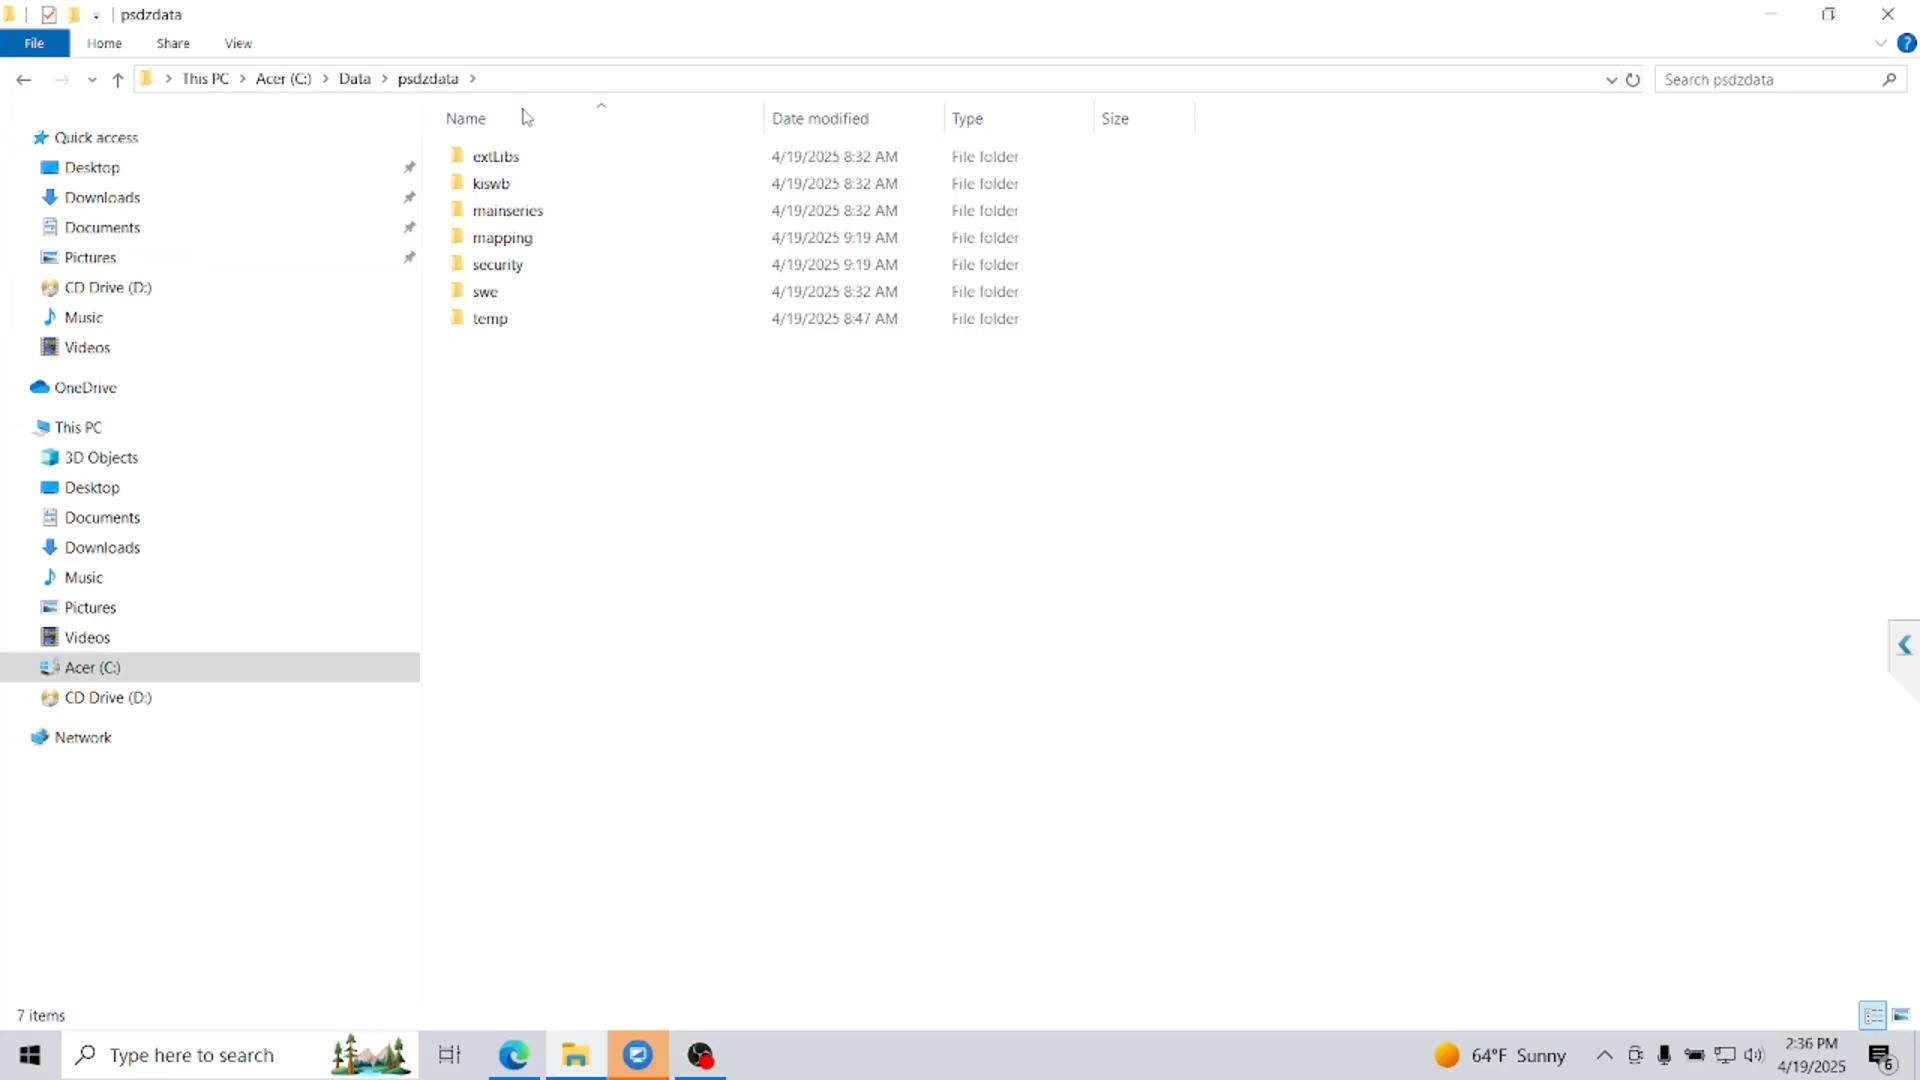 psdzdata
File Home Share View
This PC Acer (C:) Data psdzdata
Search psdzdata
Name Date modified Type Size
Quick access
Desktop
Downloads
Documents
Pictures
CD Drive (D:)
Music
Videos
OneDrive
This PC
3D Objects
Desktop
Documents
Downloads
Music
Pictures
Videos
Acer (C:)
CD Drive (D:)
Network
extLibs 4/19/2025 8:32 AM File folder
kiswb 4/19/2025 8:32 AM File folder
mainseries 4/19/2025 8:32 AM File folder
mapping 4/19/2025 9:19 AM File folder
security 4/19/2025 9:19 AM File folder
swe 4/19/2025 8:32 AM File folder
temp 4/19/2025 8:47 AM File folder
7 items
Type here to search
64°F Sunny
2:36 PM
4/19/2025
6